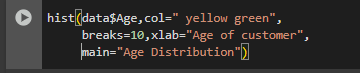 hist(data$Age,col=" yellow green",
breaks=10,xlab="Age of customer",
main="Age Distribution")